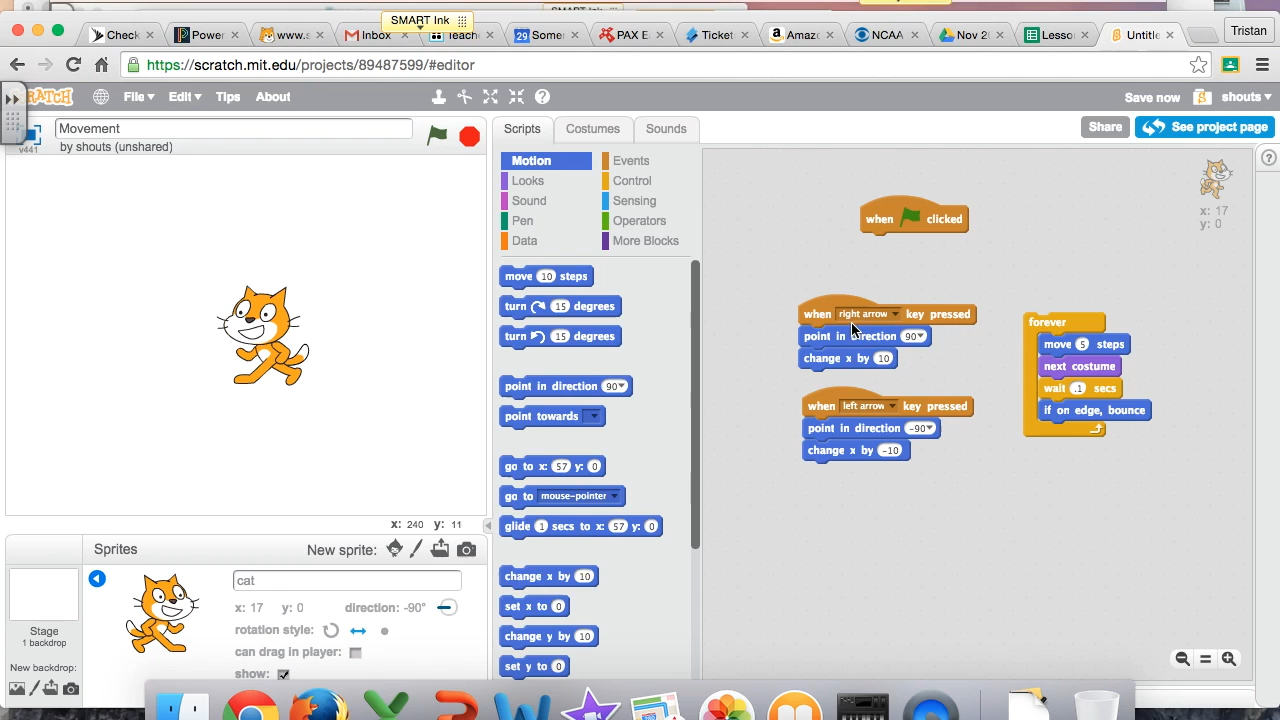 SMART Ink
Check
Power
www.s
Inbox
Teach
29 Somer
PAX E
Ticket
Amaz
NCAA
Nov 2
Lesso
Untitle
Tristan
https://scratch.mit.edu/projects/89487599/#editor
File Edit Tips About
Save now shouts
Movement
by shouts (unshared)
v441
Scripts Costumes Sounds
Share See project page
Motion Events
Looks Control
Sound Sensing
Pen Operators
Data More Blocks
x: 17
y: 0
move 10 steps
turn 15 degrees
turn 15 degrees
point in direction 90
point towards
go to x: 57 y: 0
go to mouse-pointer
glide 1 secs to x: 57 y: 0
change x by 10
set x to 0
change y by 10
set y to 0
when clicked
when right arrow key pressed
point in direction 90
change x by 10
when left arrow key pressed
point in direction -90
change x by -10
forever
move 5 steps
next costume
wait .1 secs
if on edge, bounce
x: 240 y: 11
Sprites New sprite:
cat
x: 17 y: 0 direction: -90°
rotation style:
can drag in player:
show:
Stage
1 backdrop
New backdrop: